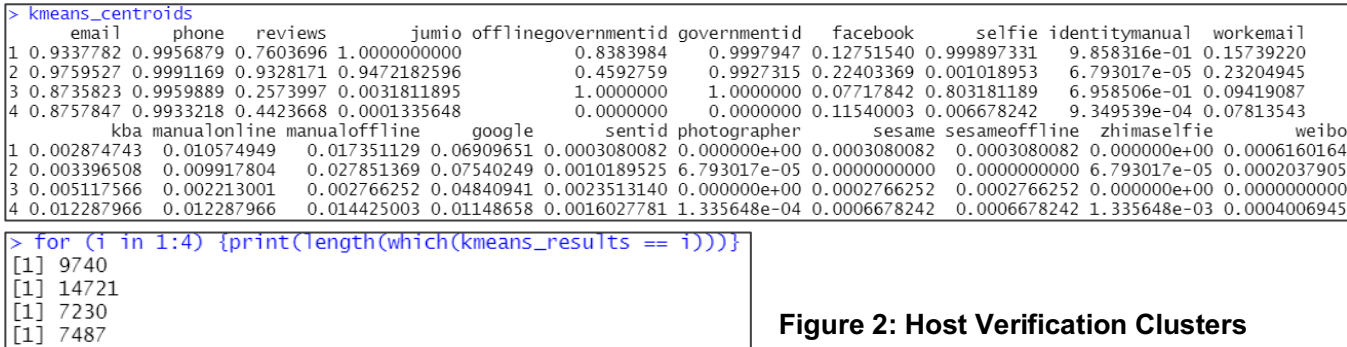 > kmeans_centroids
email phone reviews jumio offlinegovernmentid governmentid facebook selfie identitymanual workemail
1 0.9337782 0.9956879 0.7603696 1.0000000000 0.8383984 0.9997947 0.12751540 0.999897331 9.858316e-01 0.15739220
2 0.9759527 0.9991169 0.9328171 0.9472182596 0.4592759 0.9927315 0.22403369 0.001018953 6.793017e-05 0.23204945
3 0.8735823 0.9959889 0.2573997 0.0031811895 1.0000000 1.0000000 0.07717842 0.803181189 6.958506e-01 0.09419087
4 0.8757847 0.9933218 0.4423668 0.0001335648 0.0000000 0.0000000 0.11540003 0.006678242 9.349539e-04 0.07813543
kba manualonline manualoffline google sentid photographer sesame sesameoffline zhimaselfie weibo
1 0.002874743 0.010574949 0.017351129 0.06909651 0.0003080082 0.000000e+00 0.0003080082 0.0003080082 0.000000e+00 0.0006160164
2 0.003396508 0.009917804 0.027851369 0.07540249 0.0010189525 6.793017e-05 0.0000000000 0.0000000000 6.793017e-05 0.0002037905
3 0.005117566 0.002213001 0.002766252 0.04840941 0.0023513140 0.000000e+00 0.0002766252 0.0002766252 0.000000e+00 0.0000000000
4 0.012287966 0.012287966 0.014425003 0.01148658 0.0016027781 1.335648e-04 0.0006678242 0.0006678242 1.335648e-03 0.0004006945
> for (i in 1:4) {print(length(which(kmeans_results == i)))}
[1] 9740
[1] 14721
[1] 7230
[1] 7487
Figure 2: Host Verification Clusters